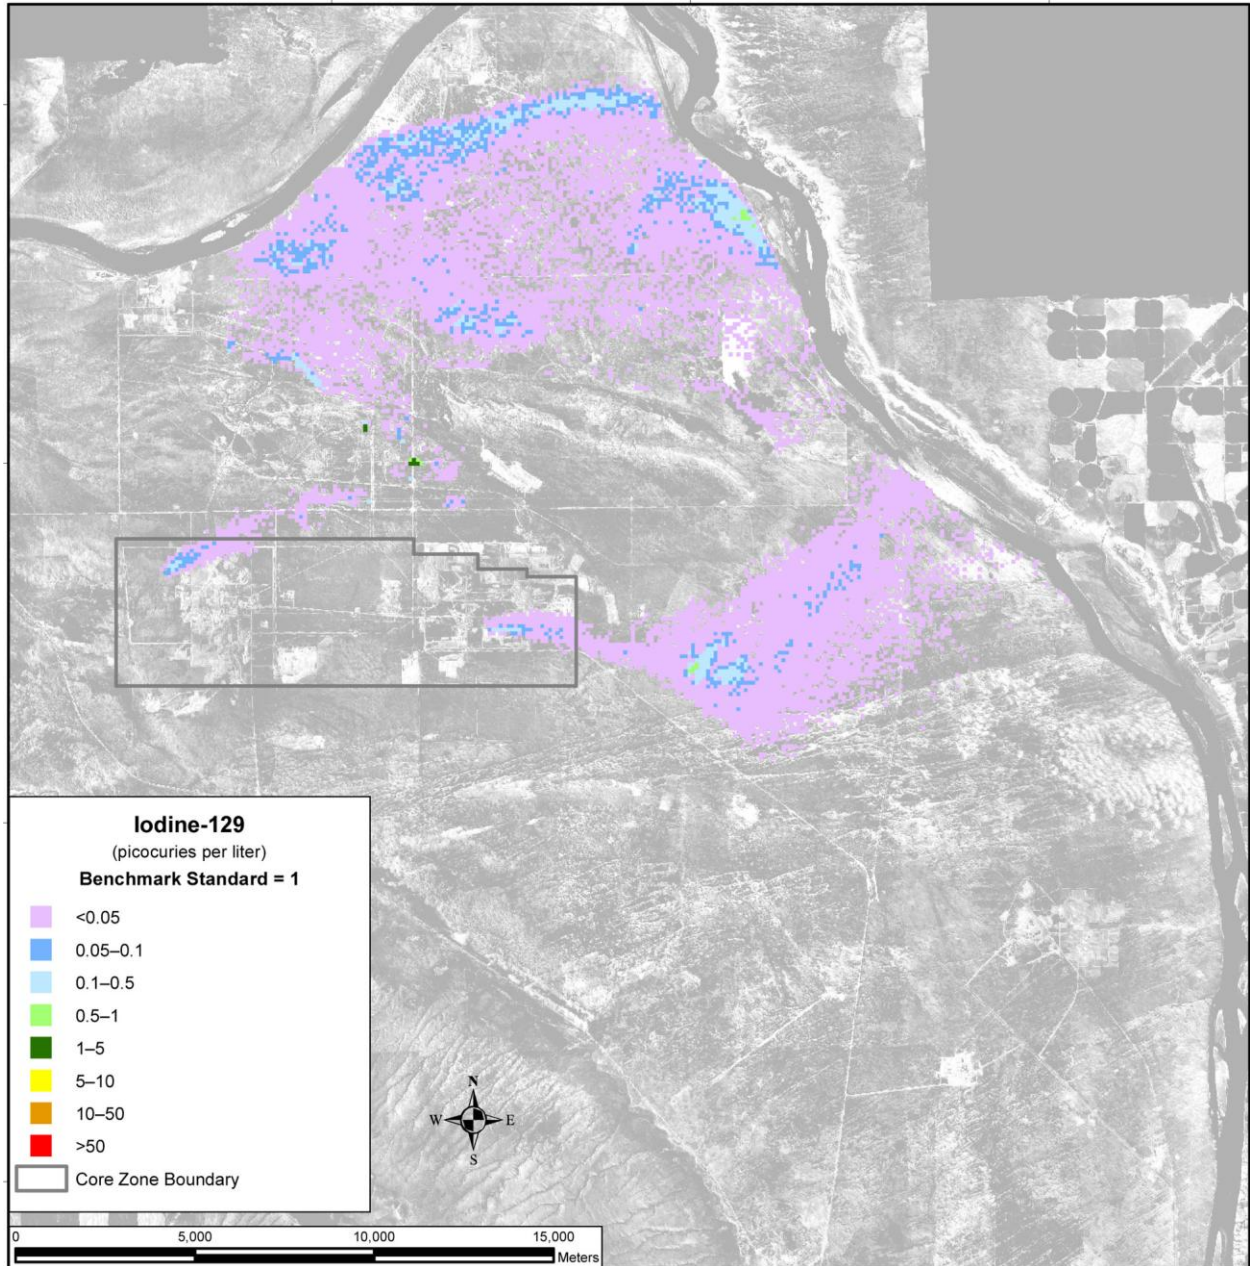 Iodine-129
(picocuries per liter)
Benchmark Standard = 1
<0.05
0.05–0.1
0.1–0.5
0.5–1
1–5
5–10
10–50
>50
Core Zone Boundary
N
W E
S
0 5,000 10,000 15,000
Meters